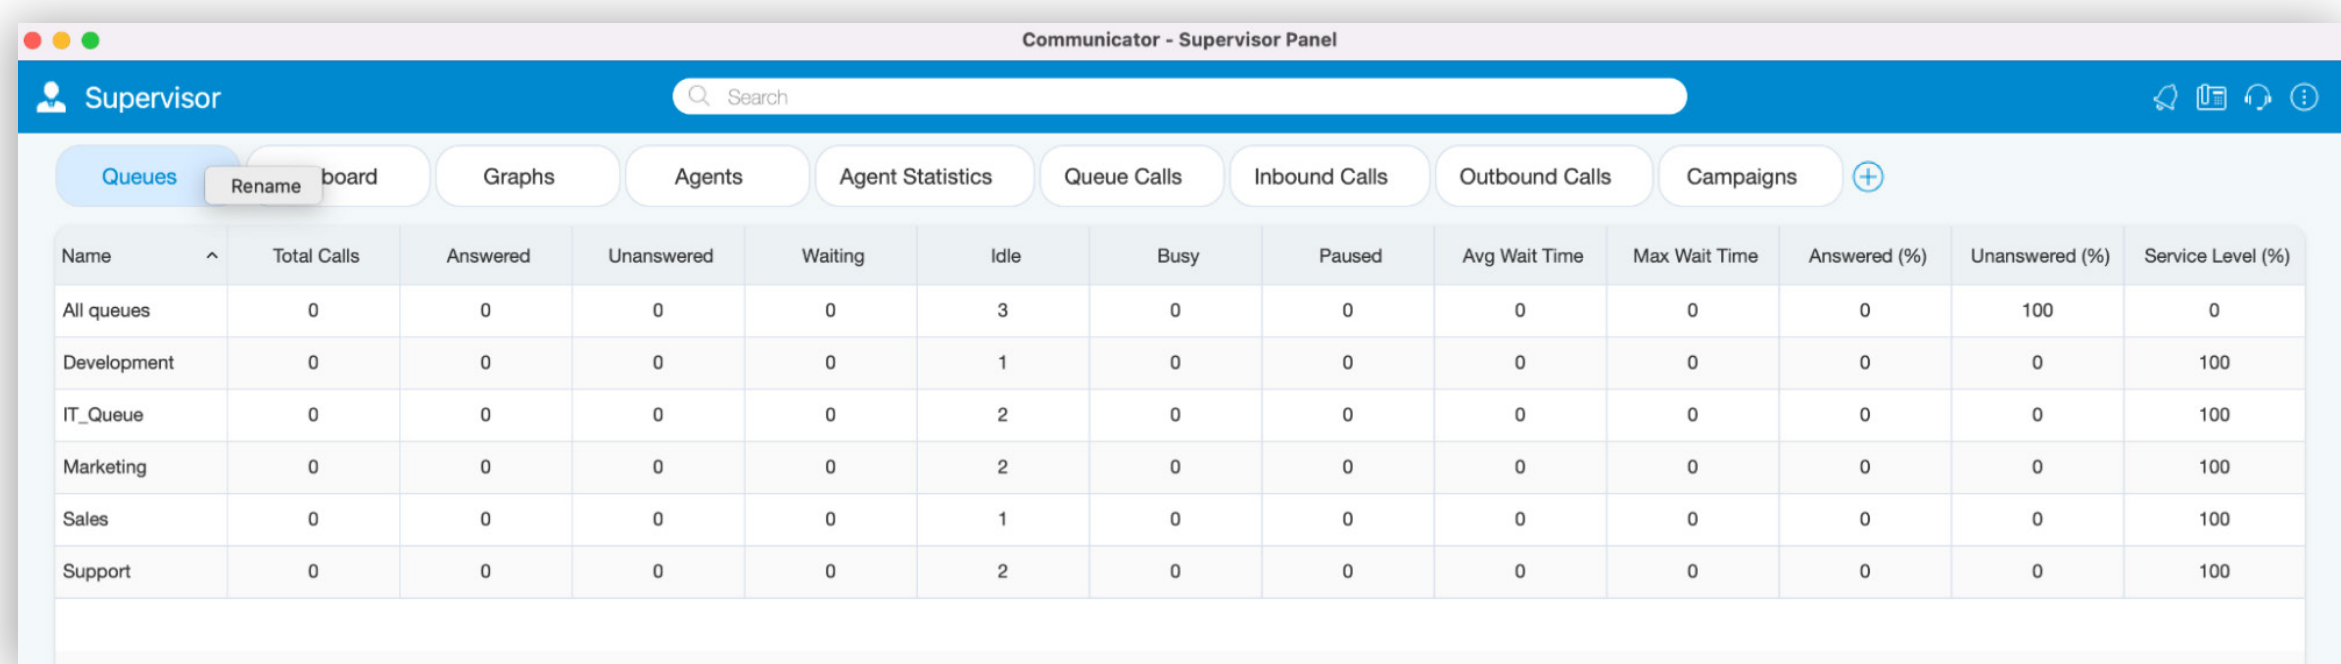 Communicator - Supervisor Panel
Supervisor Search
Queues Rename board Graphs Agents Agent Statistics Queue Calls Inbound Calls Outbound Calls Campaigns
Name Total Calls Answered Unanswered Waiting Idle Busy Paused Avg Wait Time Max Wait Time Answered (%) Unanswered (%) Service Level (%)
All queues 0 0 0 0 3 0 0 0 0 0 100 0
Development 0 0 0 0 1 0 0 0 0 0 0 100
IT_Queue 0 0 0 0 2 0 0 0 0 0 0 100
Marketing 0 0 0 0 2 0 0 0 0 0 0 100
Sales 0 0 0 0 1 0 0 0 0 0 0 100
Support 0 0 0 0 2 0 0 0 0 0 0 100